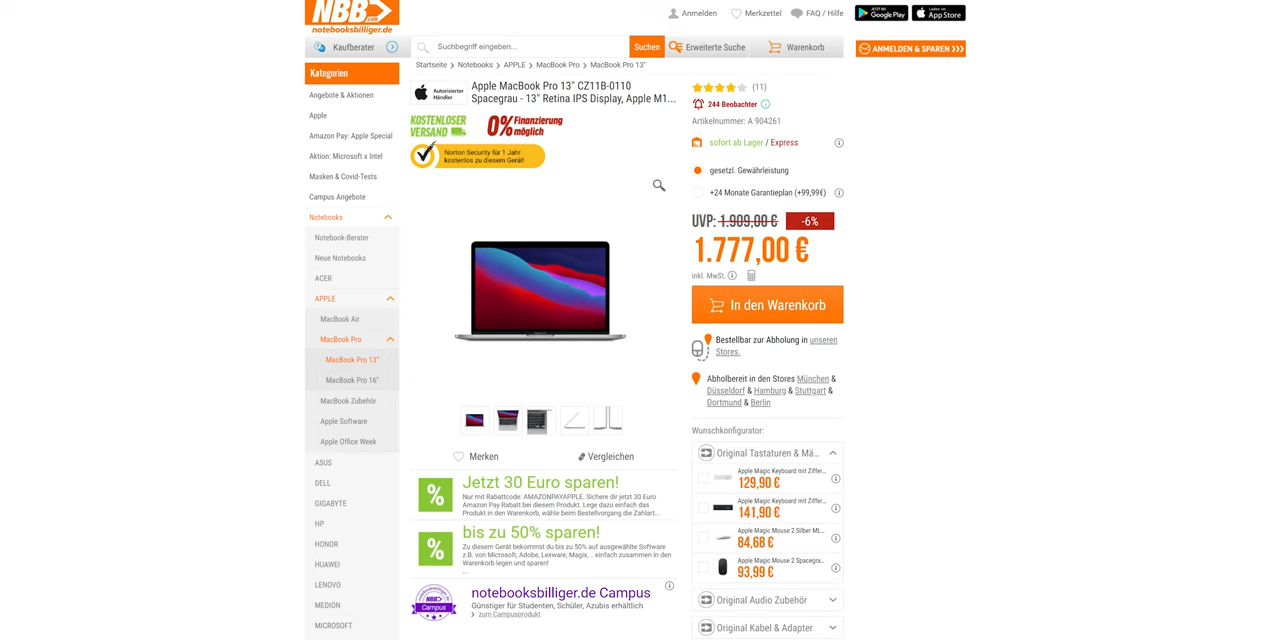 NBB.com
notebooksbilliger.de
Anmelden
Merkzettel
FAQ / Hilfe
JETZT BEI
Google Play
Laden im
App Store
Kaufberater
Suchbegriff eingeben...
Suchen
Erweiterte Suche
Warenkorb
ANMELDEN & SPAREN
Startseite
Notebooks
APPLE
MacBook Pro
MacBook Pro 13"
Kategorien
Angebote & Aktionen
Apple
Amazon Pay: Apple Special
Aktion: Microsoft x Intel
Masken & Covid-Tests
Campus Angebote
Notebooks
Notebook-Berater
Neue Notebooks
ACER
APPLE
MacBook Air
MacBook Pro
MacBook Pro 13"
MacBook Pro 16"
MacBook Zubehör
Apple Software
Apple Office Week
ASUS
DELL
GIGABYTE
HP
HONOR
HUAWEI
LENOVO
MEDION
MICROSOFT
Autorisierter
Händler
Apple MacBook Pro 13" CZ11B-0110
Spacegrau - 13" Retina IPS Display, Apple M1...
KOSTENLOSER
VERSAND
0% Finanzierung
möglich
Norton Security für 1 Jahr
kostenlos zu diesem Gerät!
Merken
Vergleichen
%
Jetzt 30 Euro sparen!
Nur mit Rabattcode: AMAZONPAYAPPLE. Sichere dir jetzt 30 Euro
Amazon Pay Rabatt bei diesem Produkt. Lege dazu einfach das
Produkt in den Warenkorb, wähle beim Bestellvorgang die Zahlart...
%
bis zu 50% sparen!
Zu diesem Gerät bekommst du bis zu 50% auf ausgewählte Software
z.B. von Microsoft, Adobe, Lexware, Magix, .. einfach zusammen in den
Warenkorb legen und sparen!
...
NBB
Campus
notebooksbilliger.de Campus
Günstiger für Studenten, Schüler, Azubis erhältlich
zum Campusprodukt
(11)
244 Beobachter
Artikelnummer: A 904261
sofort ab Lager / Express
gesetzl. Gewährleistung
+24 Monate Garantieplan (+99,99€)
UVP: 1.909,00 €
-6%
1.777,00 €
inkl. MwSt.
In den Warenkorb
Bestellbar zur Abholung in unseren
Stores.
Abholbereit in den Stores München &
Düsseldorf & Hamburg & Stuttgart &
Dortmund & Berlin
Wunschkonfigurator:
Original Tastaturen & Mä...
Apple Magic Keyboard mit Ziffer...
129,90 €
Apple Magic Keyboard mit Ziffer...
141,90 €
Apple Magic Mouse 2 Silber ML...
84,68 €
Apple Magic Mouse 2 Spacegra...
93,99 €
Original Audio Zubehör
Original Kabel & Adapter